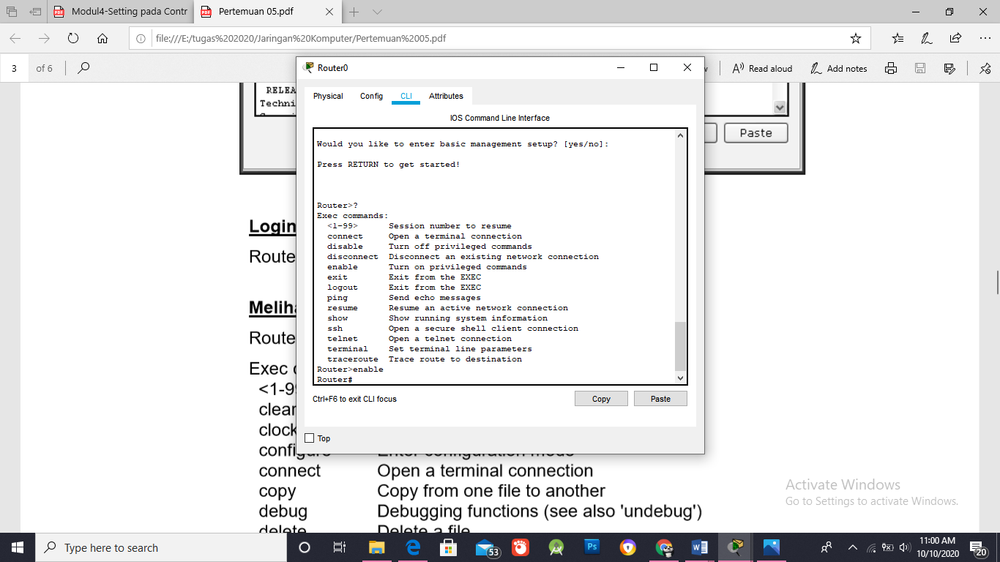 Modul4-Setting pada Contr
Pertemuan 05.pdf
file:///E:/tugas%202020/Jaringan%20Komputer/Pertemuan%2005.pdf
3 of 6
Read aloud
Add notes
RELEA
Techni
Paste
Login
Route
Meliha
Route
Exec c
<1-99
clear
clock
configure Enter configuration mode
connect Open a terminal connection
copy Copy from one file to another
debug Debugging functions (see also 'undebug')
delete Delete a file
Router0
Physical Config CLI Attributes
IOS Command Line Interface
Would you like to enter basic management setup? [yes/no]:
Press RETURN to get started!
Router>?
Exec commands:
<1-99> Session number to resume
connect Open a terminal connection
disable Turn off privileged commands
disconnect Disconnect an existing network connection
enable Turn on privileged commands
exit Exit from the EXEC
logout Exit from the EXEC
ping Send echo messages
resume Resume an active network connection
show Show running system information
ssh Open a secure shell client connection
telnet Open a telnet connection
terminal Set terminal line parameters
traceroute Trace route to destination
Router>enable
Router#
Ctrl+F6 to exit CLI focus
Copy
Paste
Top
Activate Windows
Go to Settings to activate Windows.
Type here to search
53
Ps
11:00 AM
10/10/2020
20